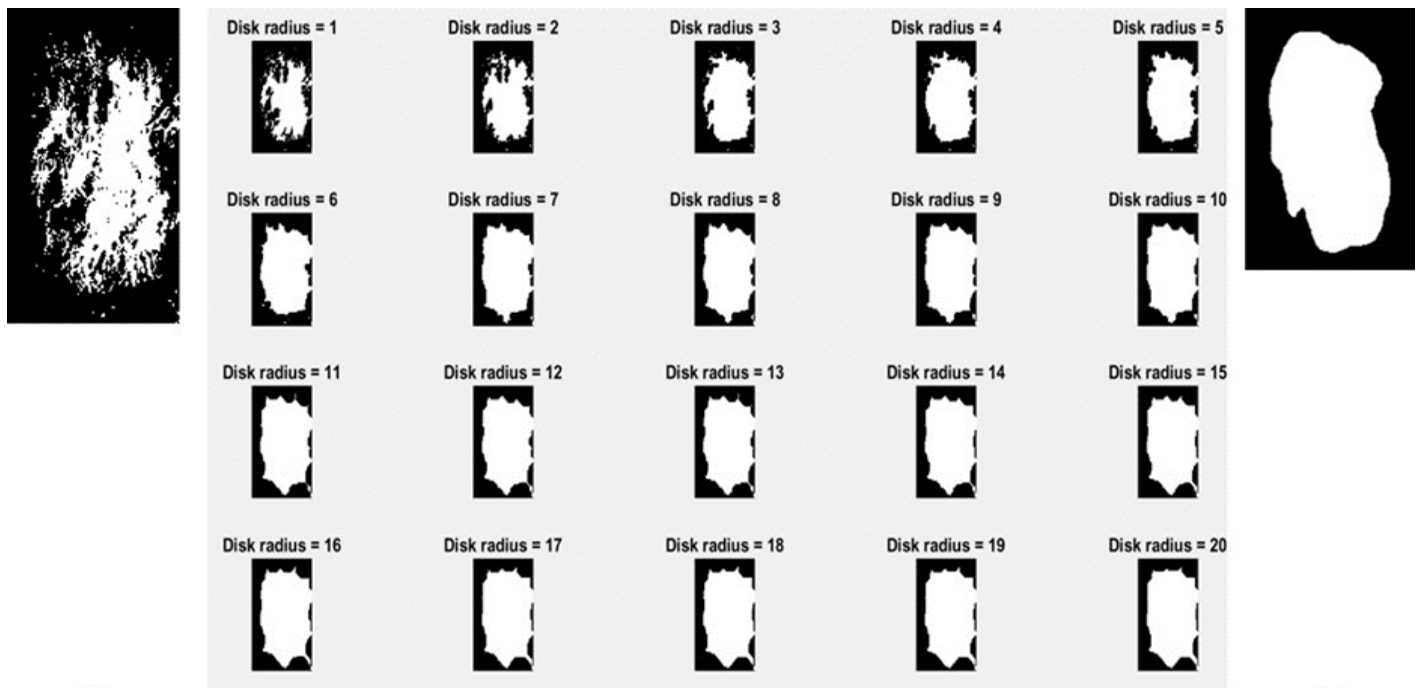 Disk radius = 1 Disk radius = 2 Disk radius = 3 Disk radius = 4 Disk radius = 5
Disk radius = 6 Disk radius = 7 Disk radius = 8 Disk radius = 9 Disk radius = 10
Disk radius = 11 Disk radius = 12 Disk radius = 13 Disk radius = 14 Disk radius = 15
Disk radius = 16 Disk radius = 17 Disk radius = 18 Disk radius = 19 Disk radius = 20